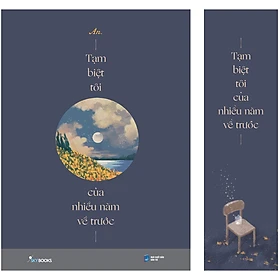 An.
Tạm
biệt
tôi
của
nhiều năm
về trước
SKYBOOKS
Tạm
biệt
tôi
của
nhiều năm
về trước